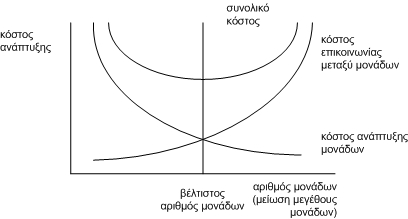 συνολικό
κόστος
κόστος
ανάπτυξης
κόστος
επικοινωνίας
μεταξύ μονάδων
κόστος ανάπτυξης
μονάδων
βέλτιστος
αριθμός μονάδων
αριθμός μονάδων
(μείωση μεγέθους
μονάδων)